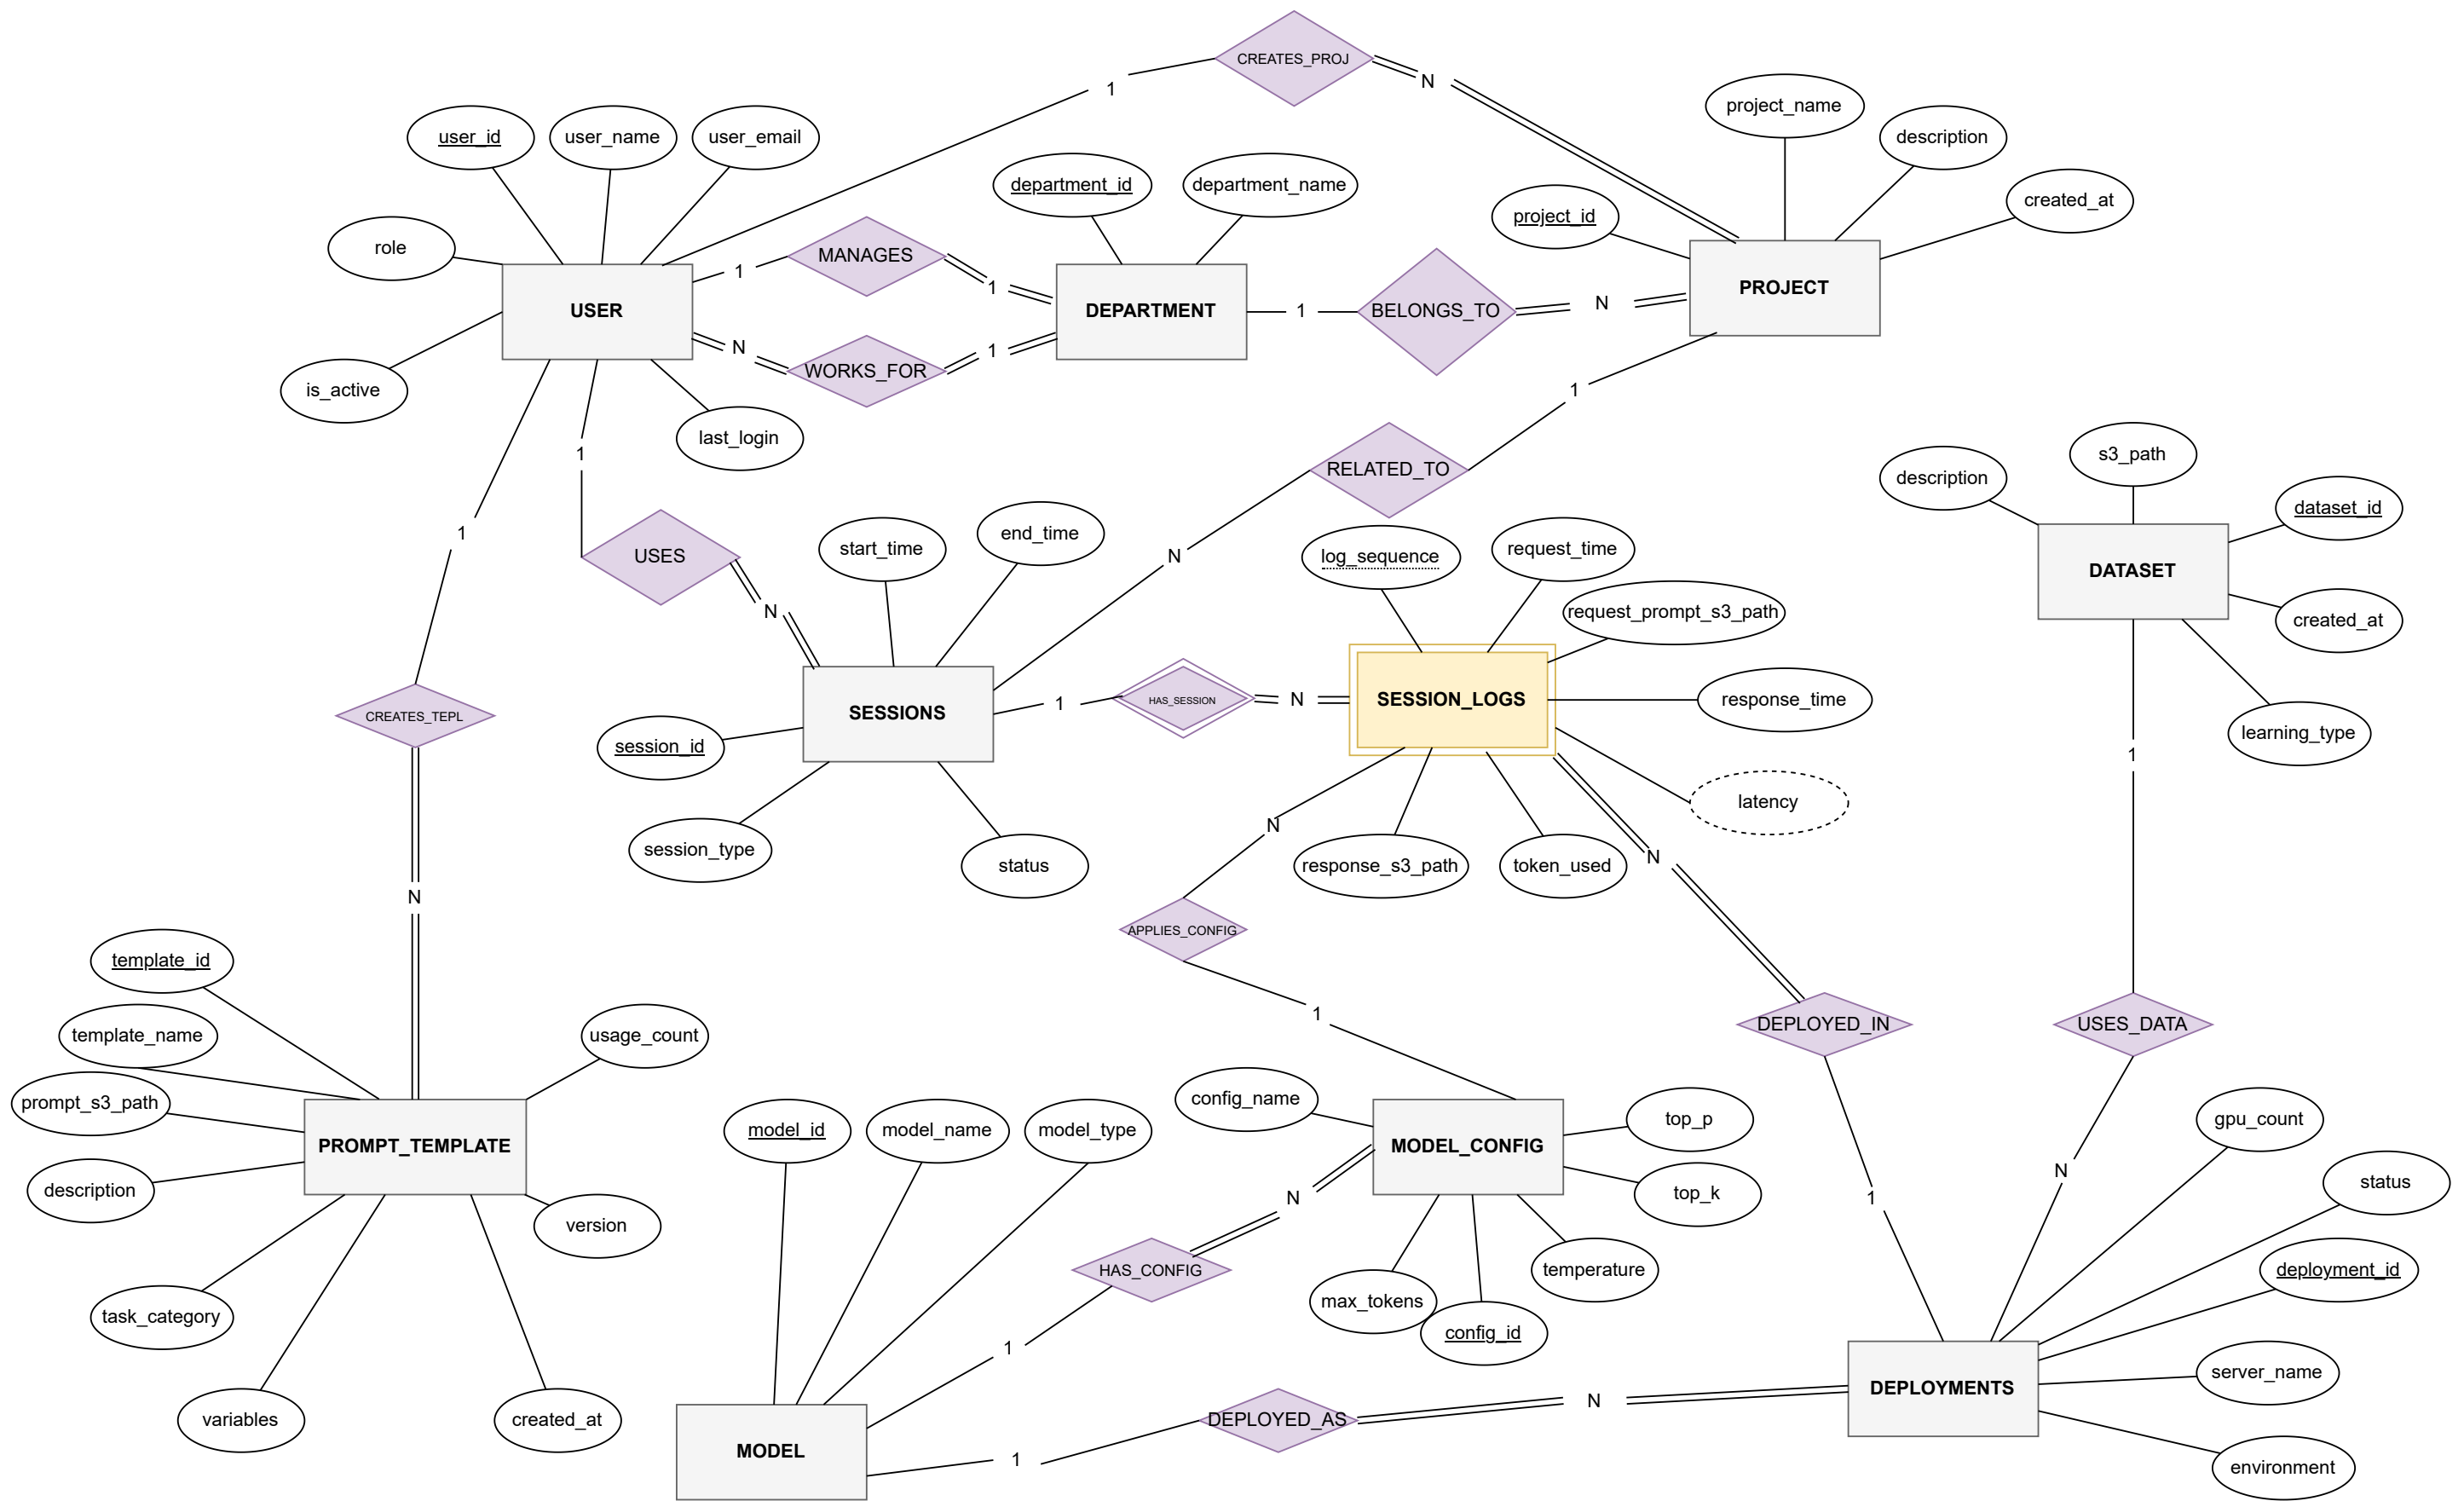 CREATES_PROJ
1
N
project_name
user_id
user_name
user_email
description
department_id
department_name
project_id
created_at
role
MANAGES
1
1
USER
DEPARTMENT
1
BELONGS_TO
N
PROJECT
N
WORKS_FOR
1
is_active
last_login
1
1
RELATED_TO
s3_path
description
dataset_id
1
USES
N
start_time
end_time
N
log_sequence
request_time
request_prompt_s3_path
DATASET
created_at
CREATES_TEPL
SESSIONS
1
HAS_SESSION
N
SESSION_LOGS
response_time
session_id
learning_type
1
latency
session_type
status
N
response_s3_path
token_used
N
N
APPLIES_CONFIG
template_id
1
DEPLOYED_IN
USES_DATA
template_name
usage_count
prompt_s3_path
config_name
top_p
gpu_count
PROMPT_TEMPLATE
model_id
model_name
model_type
MODEL_CONFIG
description
version
N
top_k
1
N
status
HAS_CONFIG
temperature
deployment_id
task_category
max_tokens
config_id
1
variables
created_at
MODEL
1
DEPLOYED_AS
N
DEPLOYMENTS
server_name
environment